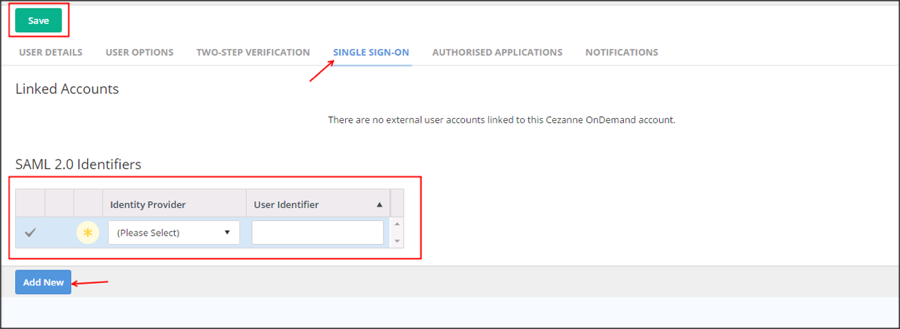 Save
USER DETAILS USER OPTIONS TWO-STEP VERIFICATION SINGLE SIGN-ON AUTHORISED APPLICATIONS NOTIFICATIONS
Linked Accounts
There are no external user accounts linked to this Cezanne OnDemand account.
SAML 2.0 Identifiers
Identity Provider User Identifier
(Please Select)
Add New